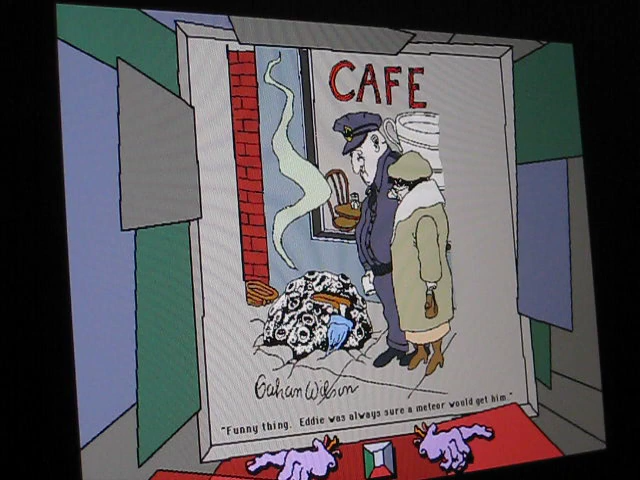 CAFE
Gahan Wilson
"Funny thing. Eddie was always sure a meteor would get him."